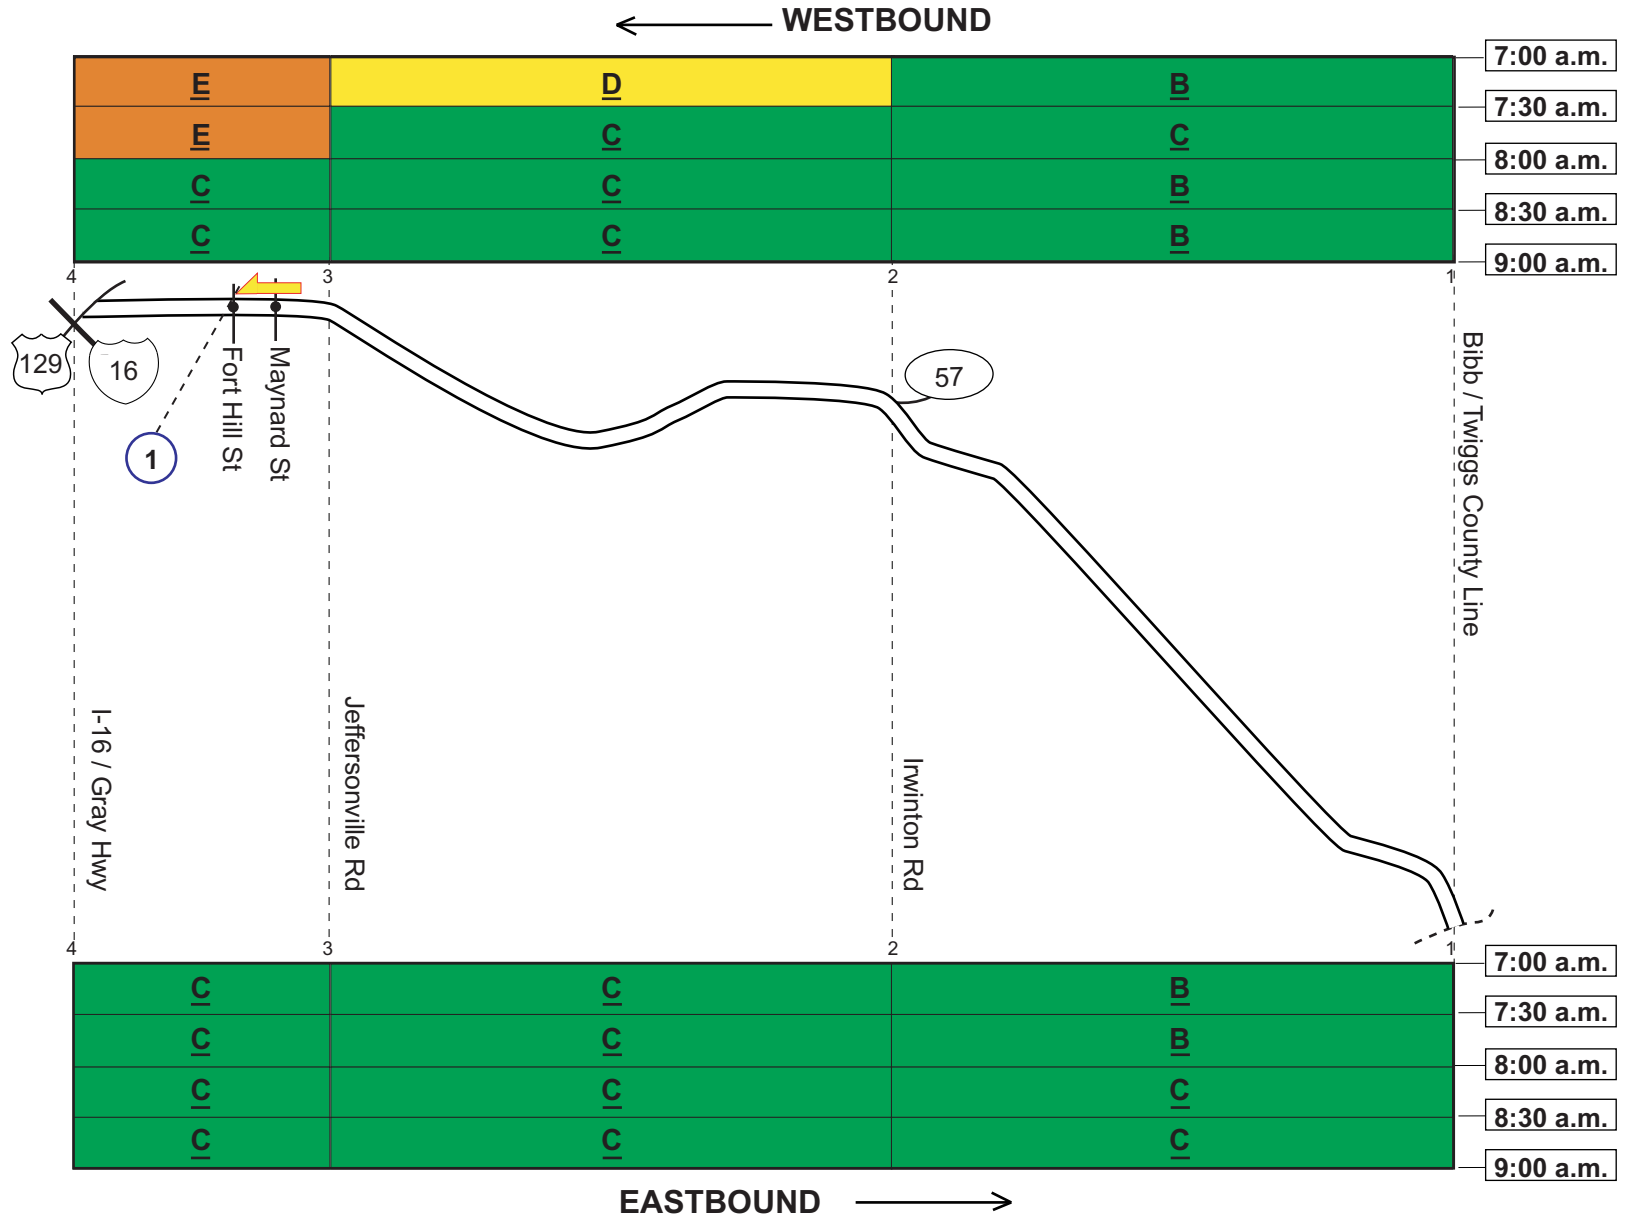 WESTBOUND
7:00 a.m.
E D B
7:30 a.m.
E C C
8:00 a.m.
C C B
8:30 a.m.
C C B
9:00 a.m.
4 3 2 1
129
16
1
Fort Hill St
Maynard St
57
Bibb / Twiggs County Line
I-16 / Gray Hwy
Jeffersonville Rd
Irwinton Rd
4 3 2 1
7:00 a.m.
C C B
7:30 a.m.
C C B
8:00 a.m.
C C C
8:30 a.m.
C C C
9:00 a.m.
EASTBOUND